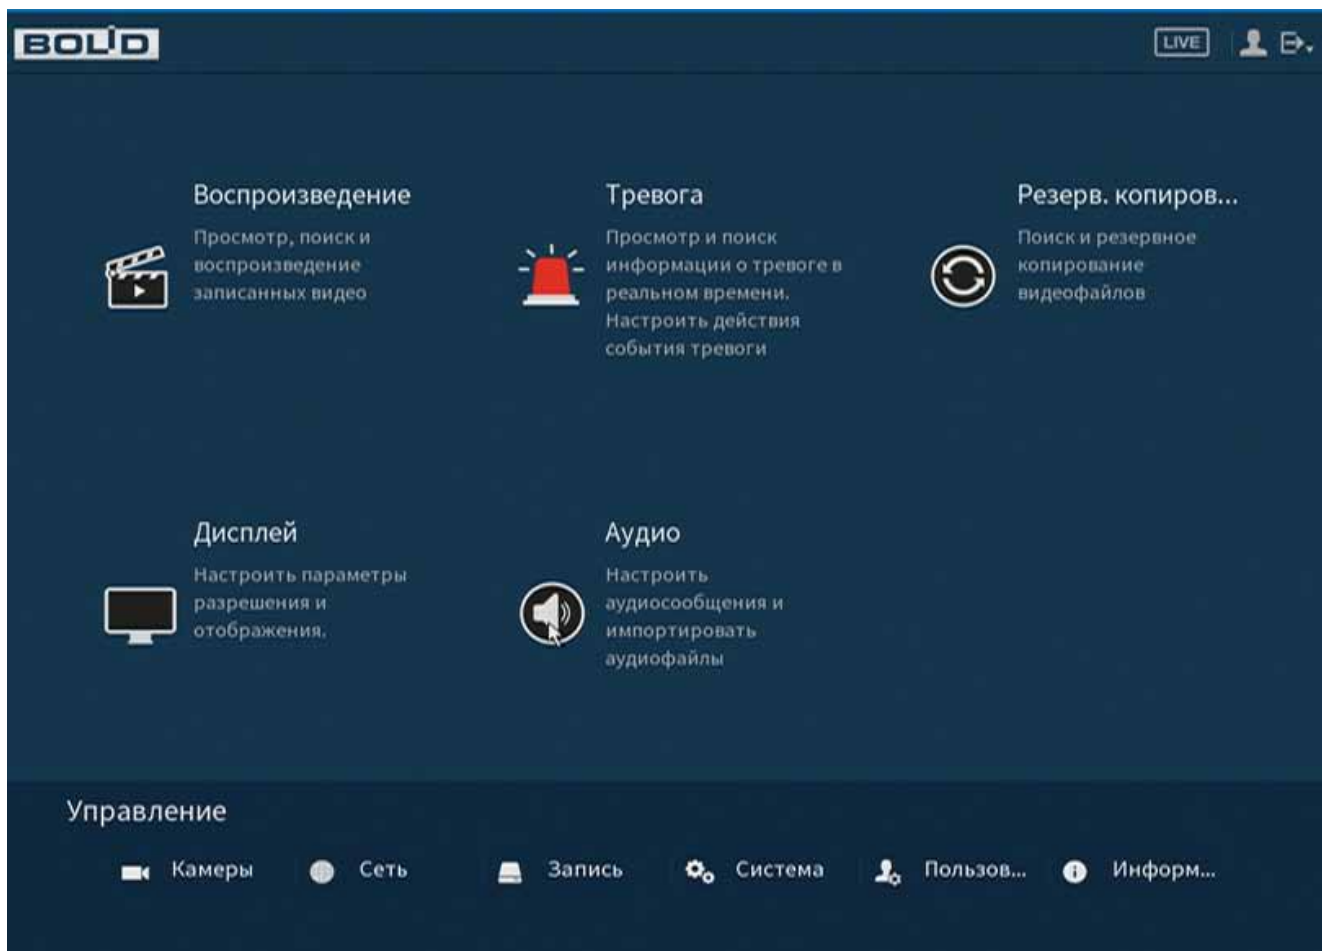 BOLID
LIVE
Воспроизведение
Просмотр, поиск и
воспроизведение
записанных видео
Тревога
Просмотр и поиск
информации о тревоге в
реальном времени.
Настроить действия
события тревоги
Резерв. копиров...
Поиск и резервное
копирование
видеофайлов
Дисплей
Настроить параметры
разрешения и
отображения.
Аудио
Настроить
аудиосообщения и
импортировать
аудиофайлы
Управление
Камеры
Сеть
Запись
Система
Пользов...
Информ...